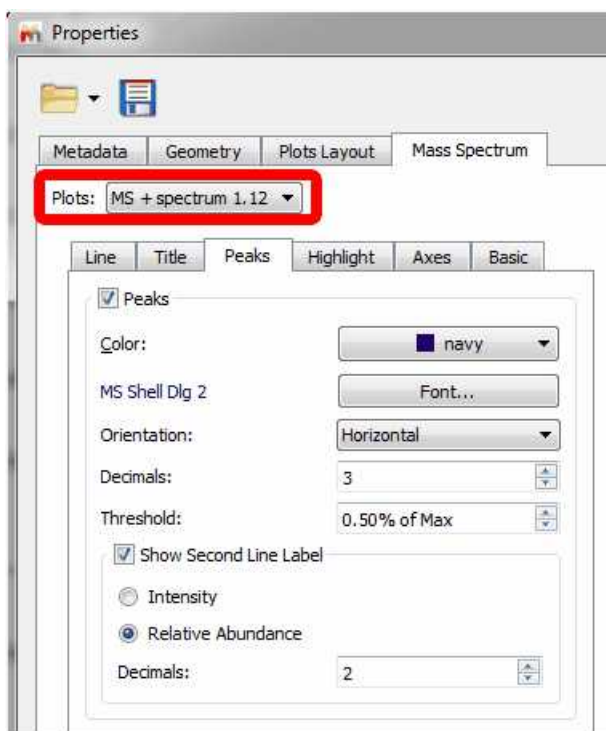 Properties
Metadata Geometry Plots Layout Mass Spectrum
Plots: MS + spectrum 1.12
Line Title Peaks Highlight Axes Basic
Peaks
Color: navy
MS Shell Dlg 2 Font...
Orientation: Horizontal
Decimals: 3
Threshold: 0.50% of Max
Show Second Line Label
Intensity
Relative Abundance
Decimals: 2